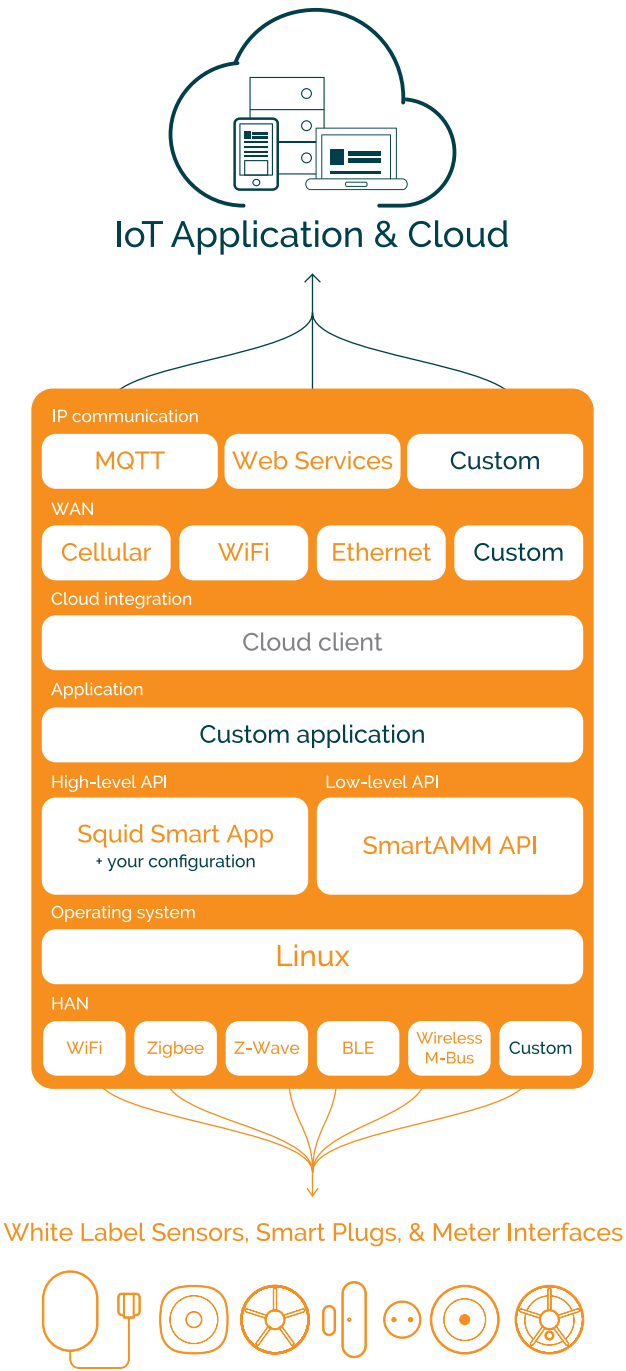 IoT Application & Cloud
IP communication
MQTT Web Services Custom
WAN
Cellular WiFi Ethernet Custom
Cloud integration
Cloud client
Application
Custom application
High-level API Low-level API
Squid Smart App
+ your configuration
SmartAMM API
Operating system
Linux
HAN
WiFi Zigbee Z-Wave BLE Wireless M-Bus Custom
White Label Sensors, Smart Plugs, & Meter Interfaces